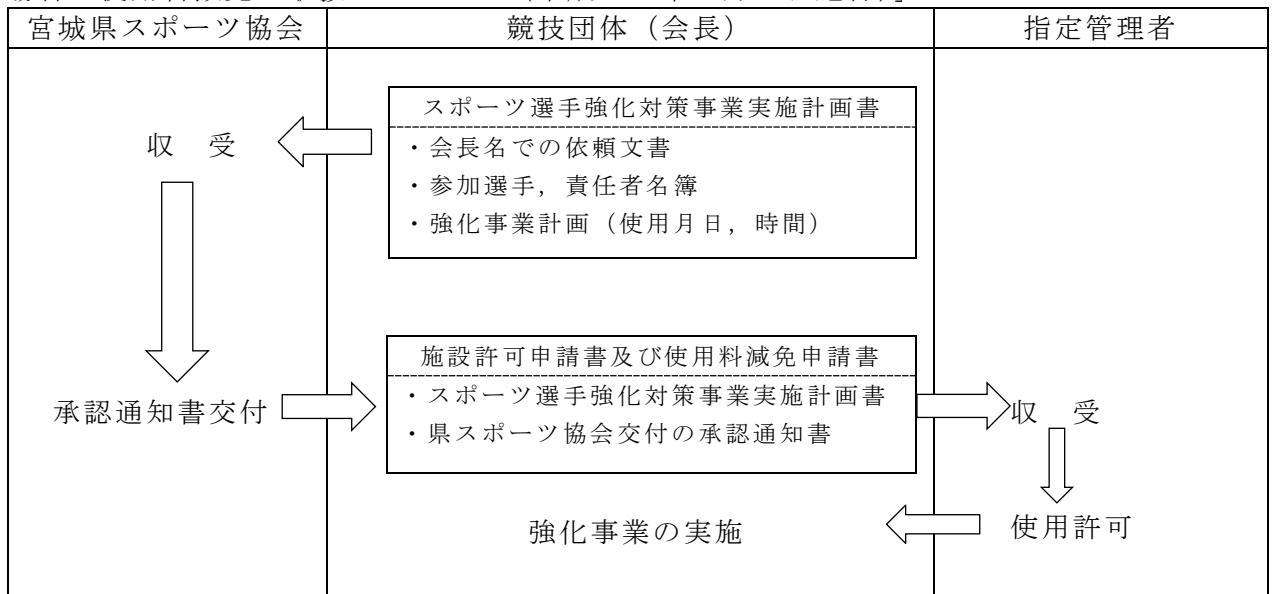 宮城県スポーツ協会
競技団体（会長）
指定管理者
スポーツ選手強化対策事業実施計画書
・会長名での依頼文書
・参加選手，責任者名簿
・強化事業計画（使用月日，時間）
収　受
施設許可申請書及び使用料減免申請書
・スポーツ選手強化対策事業実施計画書
・県スポーツ協会交付の承認通知書
承認通知書交付
収　受
強化事業の実施
使用許可